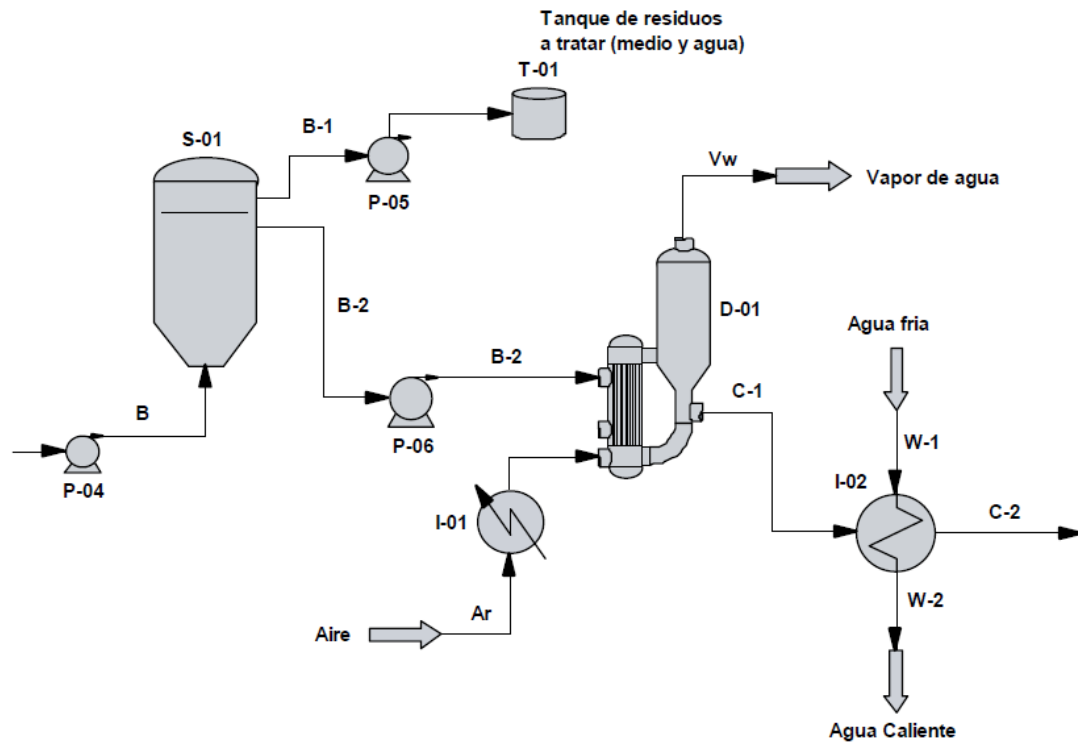 Tanque de residuos
a tratar (medio y agua)
T-01
B-1
S-01
P-05
Vw
Vapor de agua
B-2
D-01
Agua fria
B-2
C-1
B
P-06
W-1
P-04
I-02
I-01
C-2
W-2
Ar
Aire
Agua Caliente